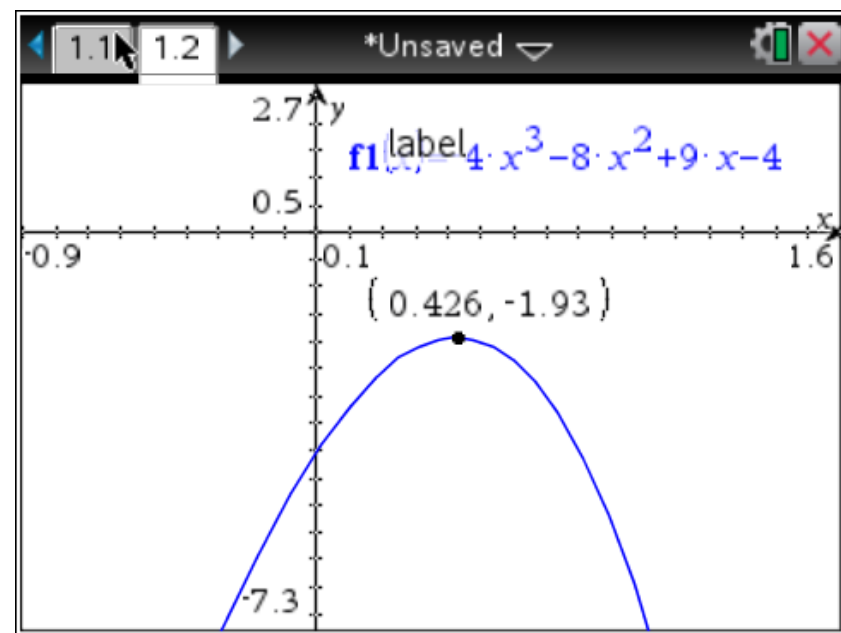 1.1 1.2 *Unsaved
2.7 y
label
f1(x)=-4·x³-8·x²+9·x-4
0.5
x
-0.9 0.1 1.6
(0.426,-1.93)
-7.3